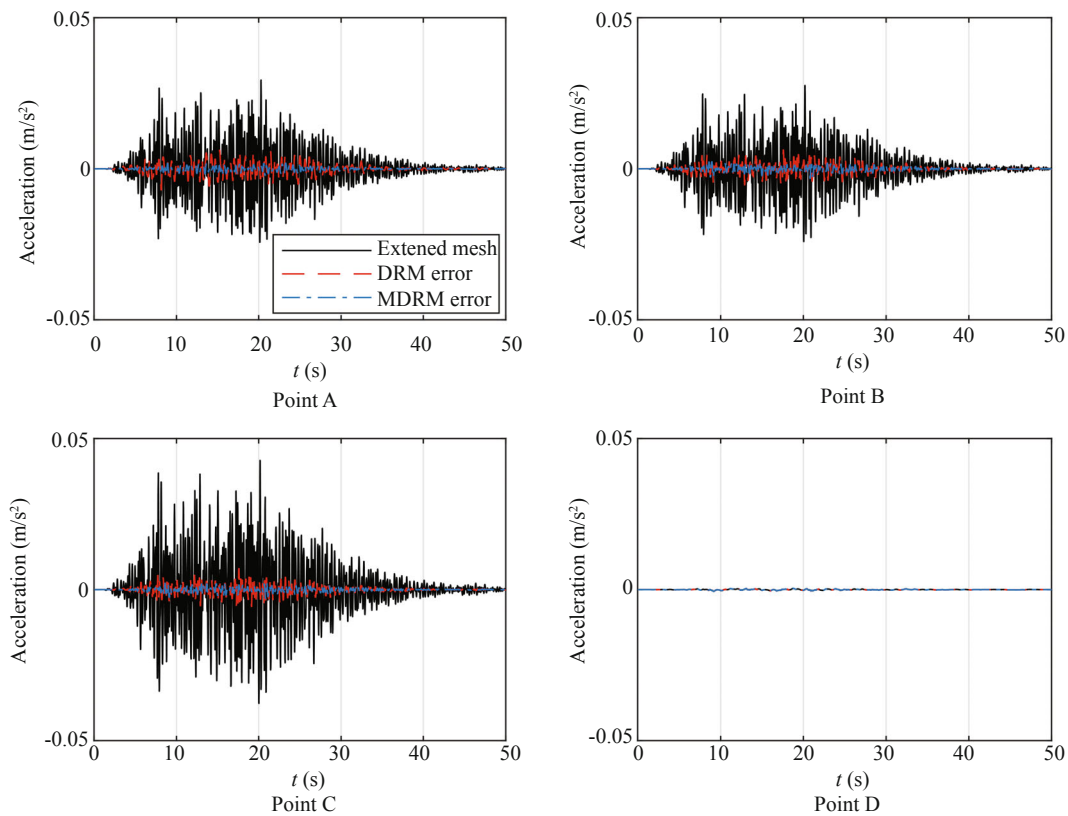 0.05
Acceleration (m/s²)
0
-0.05
Extened mesh
DRM error
MDRM error
0 10 20 30 40 50
t (s)
Point A
0.05
Acceleration (m/s²)
0
-0.05
0 10 20 30 40 50
t (s)
Point B
0.05
Acceleration (m/s²)
0
-0.05
0 10 20 30 40 50
t (s)
Point C
0.05
Acceleration (m/s²)
0
-0.05
0 10 20 30 40 50
t (s)
Point D